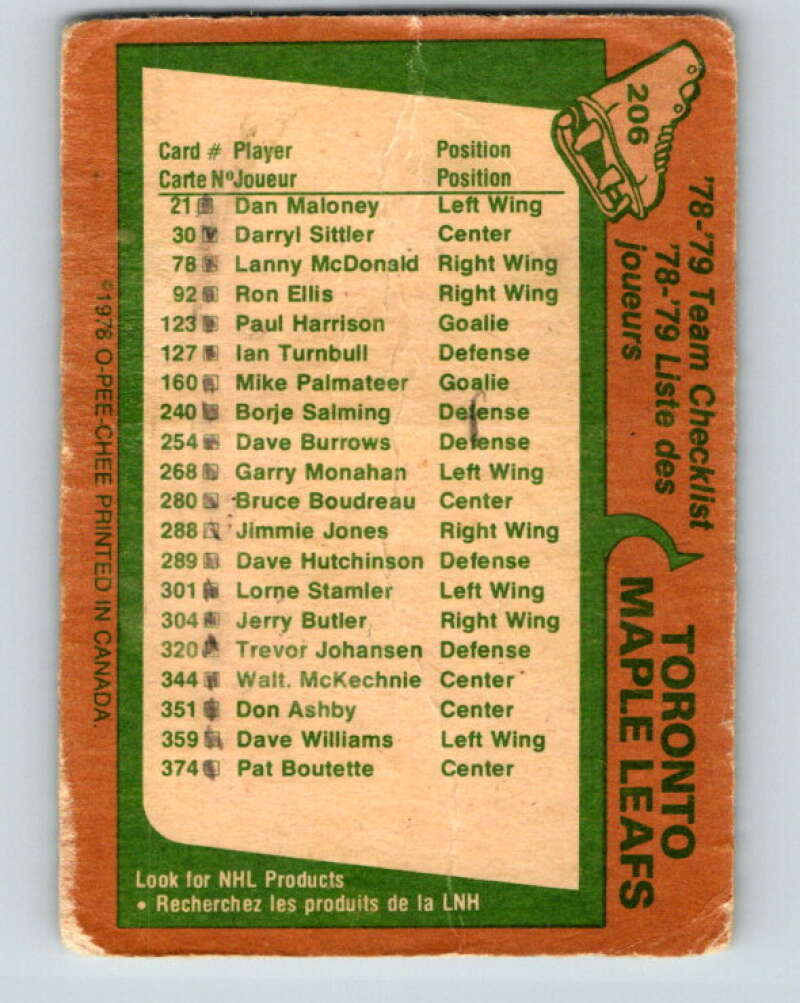 206
'78-'79 Team Checklist
'78-'79 Liste des
joueurs
TORONTO
MAPLE LEAFS
Card # Player Position
Carte Nº Joueur Position
21 Dan Maloney Left Wing
30 Darryl Sittler Center
78 Lanny McDonald Right Wing
92 Ron Ellis Right Wing
123 Paul Harrison Goalie
127 Ian Turnbull Defense
160 Mike Palmateer Goalie
240 Borje Salming Defense
254 Dave Burrows Defense
268 Garry Monahan Left Wing
280 Bruce Boudreau Center
288 Jimmie Jones Right Wing
289 Dave Hutchinson Defense
301 Lorne Stamler Left Wing
304 Jerry Butler Right Wing
320 Trevor Johansen Defense
344 Walt. McKechnie Center
351 Don Ashby Center
359 Dave Williams Left Wing
374 Pat Boutette Center
Look for NHL Products
• Recherchez les produits de la LNH
©1978 O-PEE-CHEE PRINTED IN CANADA.